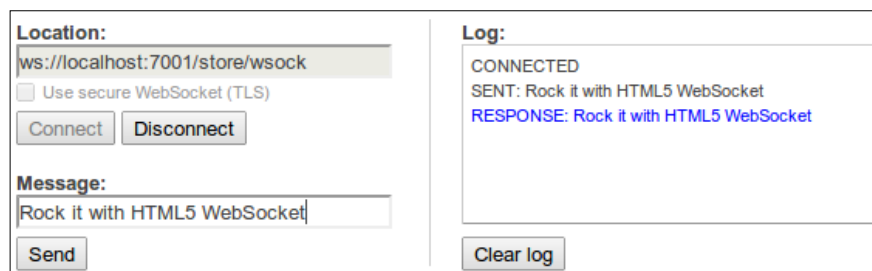 Location:
ws://localhost:7001/store/wsock
Use secure WebSocket (TLS)
Connect
Disconnect
Message:
Rock it with HTML5 WebSocket
Send
Log:
CONNECTED
SENT: Rock it with HTML5 WebSocket
RESPONSE: Rock it with HTML5 WebSocket
Clear log